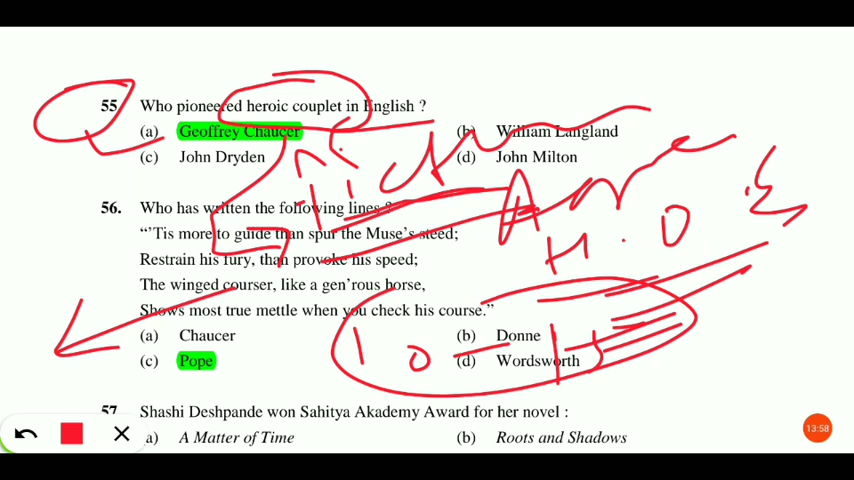 55. Who pioneered heroic couplet in English ?
(a) Geoffrey Chaucer (b) William Langland
(c) John Dryden (d) John Milton
56. Who has written the following lines ?
“’Tis more to guide than spur the Muse’s steed;
Restrain his fury, than provoke his speed;
The winged courser, like a gen’rous horse,
Shows most true mettle when you check his course.”
(a) Chaucer (b) Donne
(c) Pope (d) Wordsworth
57. Shashi Deshpande won Sahitya Akademy Award for her novel :
a) A Matter of Time (b) Roots and Shadows
H.O.
10-15
13:58